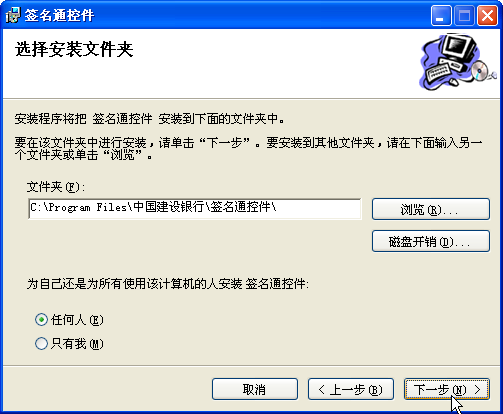 签名通控件
选择安装文件夹
安装程序将把 签名通控件 安装到下面的文件夹中。
要在该文件夹中进行安装，请单击“下一步”。要安装到其他文件夹，请在下面输入另一
个文件夹或单击“浏览”。
文件夹(F):
C:\Program Files\中国建设银行\签名通控件\
浏览(R)...
磁盘开销(D)...
为自己还是为所有使用该计算机的人安装 签名通控件:
任何人(E)
只有我(M)
取消
< 上一步(B)
下一步(N) >